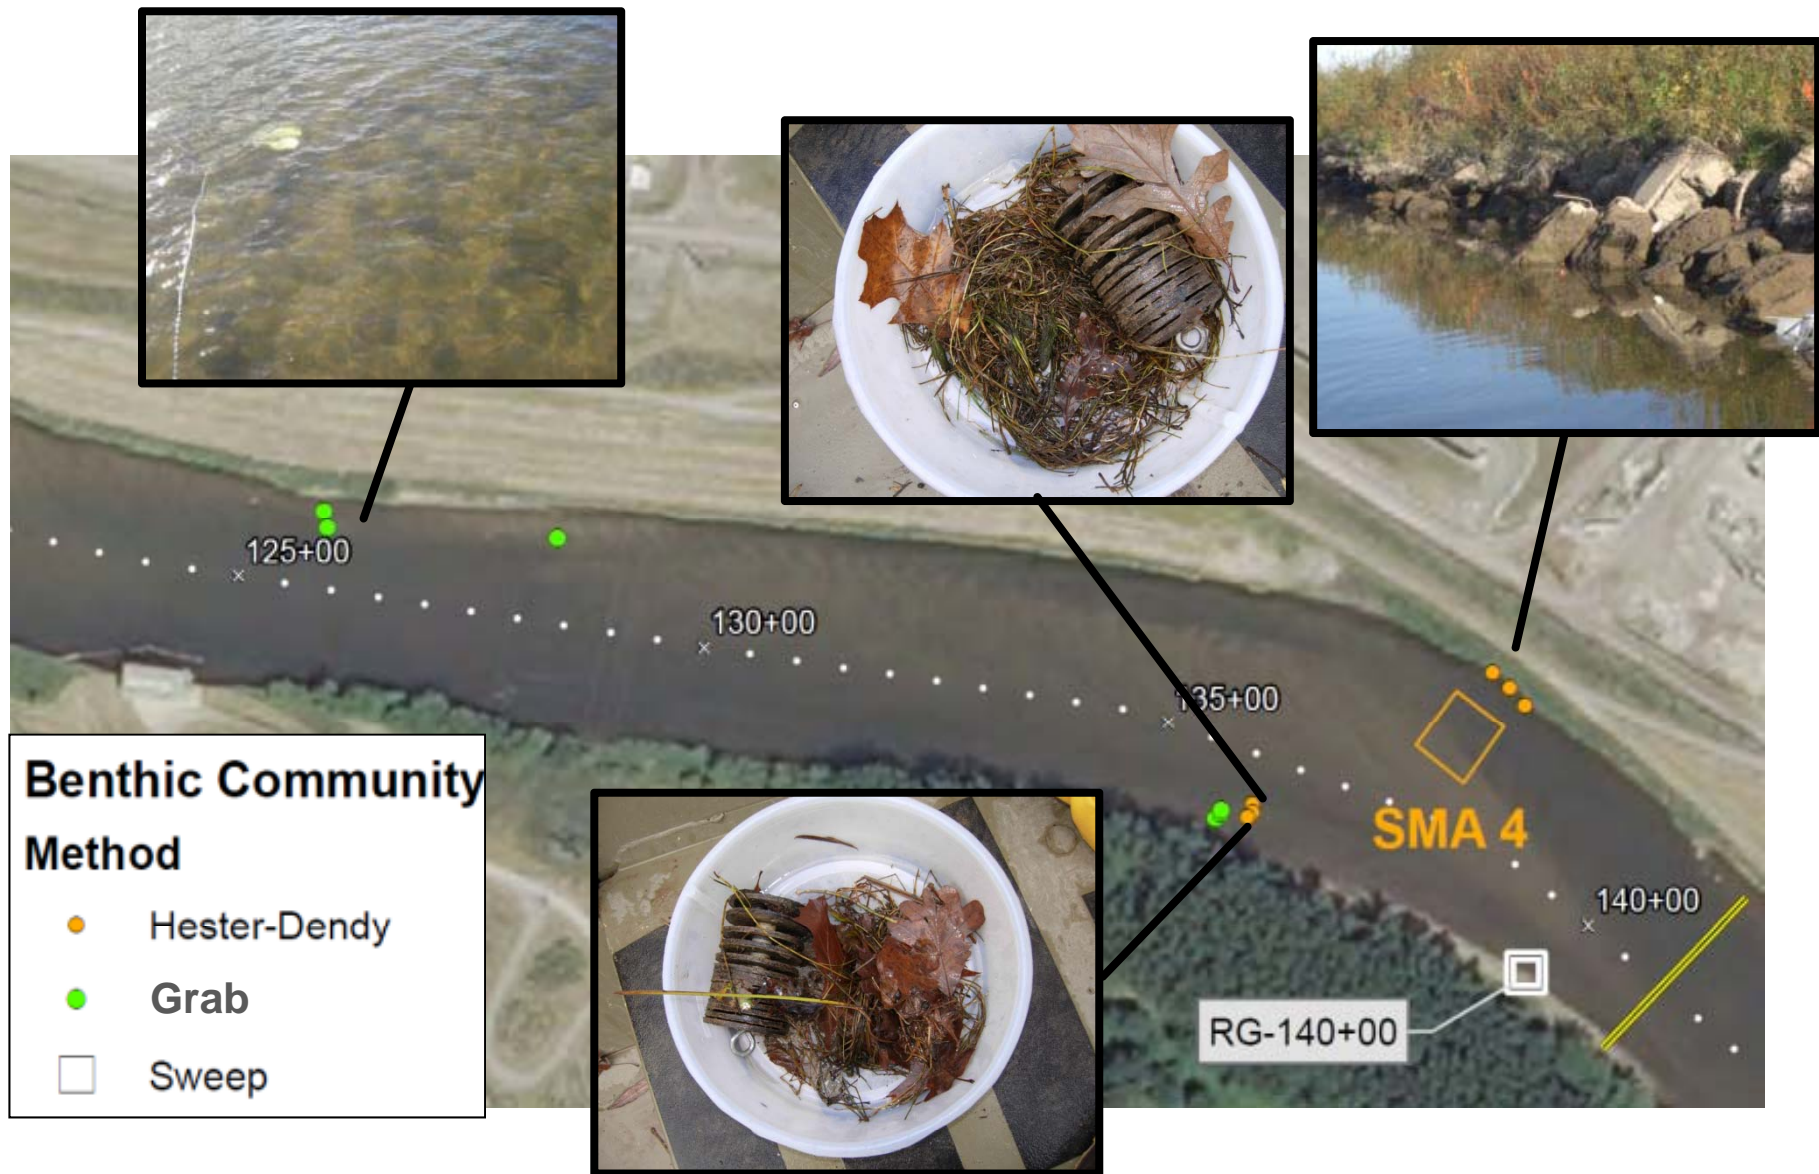 125+00
130+00
135+00
SMA 4
140+00
RG-140+00
Benthic Community
Method
Hester-Dendy
Grab
Sweep